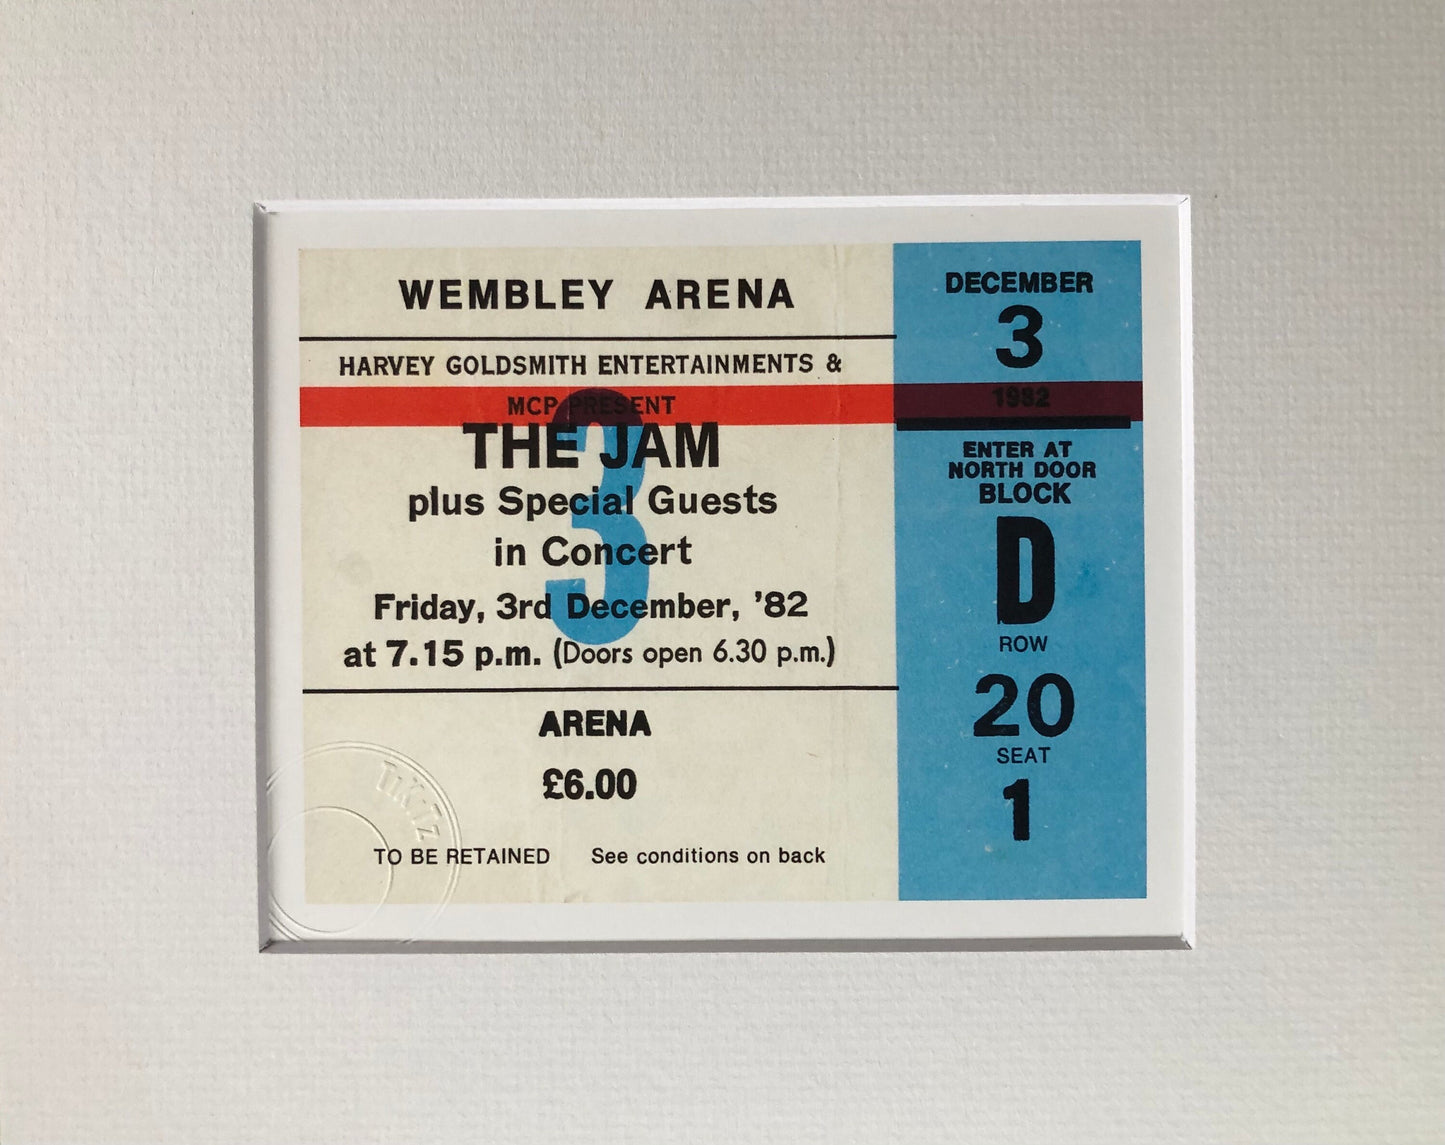 WEMBLEY ARENA
HARVEY GOLDSMITH ENTERTAINMENTS &
MCP PRESENT
3
THE JAM
plus Special Guests
in Concert
Friday, 3rd December, '82
at 7.15 p.m. (Doors open 6.30 p.m.)
ARENA
£6.00
TO BE RETAINED See conditions on back
TiKiTz
DECEMBER
3
1982
ENTER AT
NORTH DOOR
BLOCK
D
ROW
20
SEAT
1